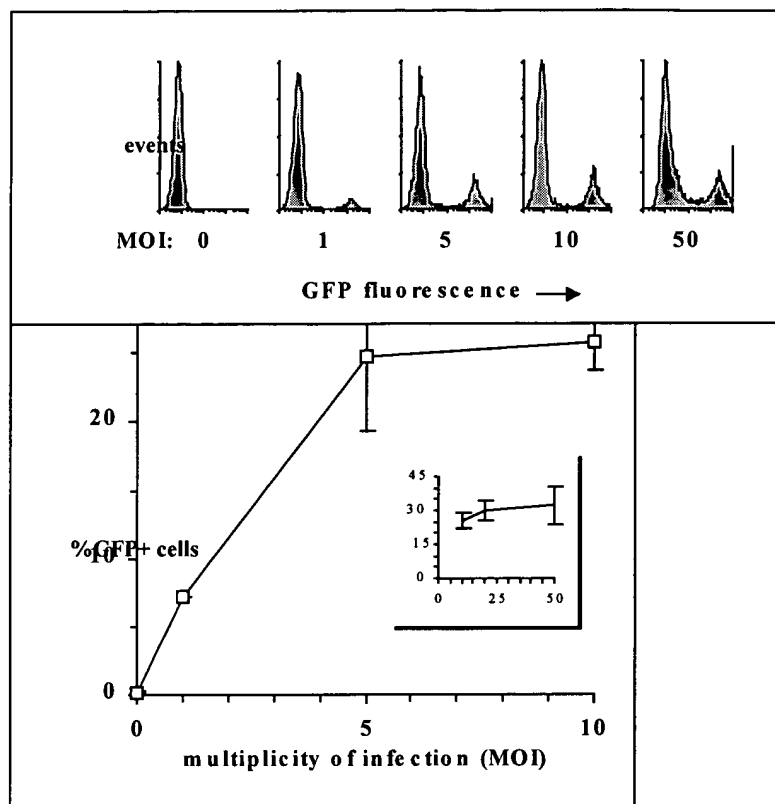 events
MOI: 0 1 5 10 50
GFP fluorescence →
20
45
30
15
0
0 25 50
%GFP+ cells
10
0
0 5 10
multiplicity of infection (MOI)